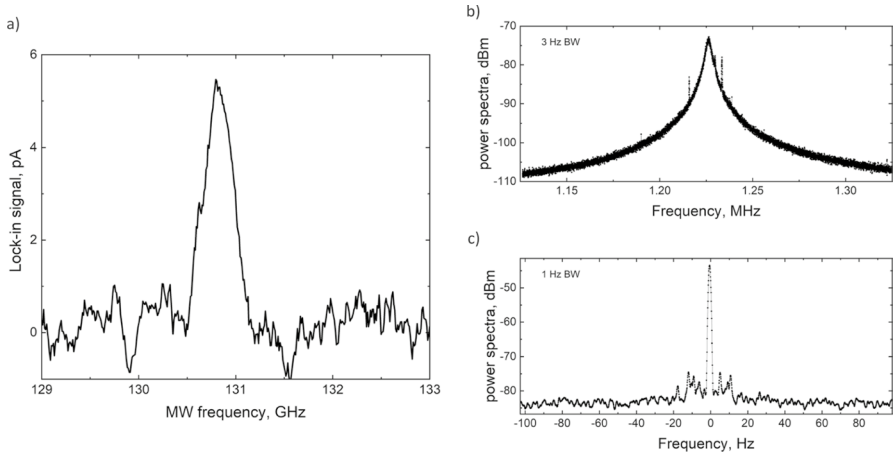 a)
6
4
2
0
129
130
131
132
133
Lock-in signal, pA
MW frequency, GHz
b)
3 Hz BW
-70
-80
-90
-100
-110
1.15
1.20
1.25
1.30
power spectra, dBm
Frequency, MHz
c)
1 Hz BW
-50
-60
-70
-80
-100
-80
-60
-40
-20
0
20
40
60
80
power spectra, dBm
Frequency, Hz